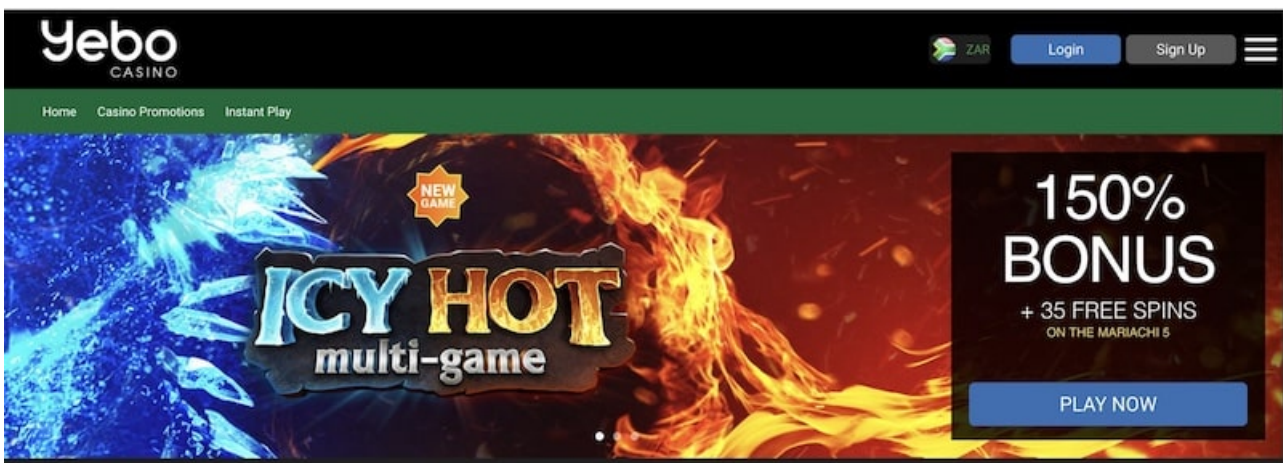 yebo
CASINO
ZAR
Login
Sign Up
Home
Casino Promotions
Instant Play
NEW
GAME
ICY HOT
multi-game
150%
BONUS
+ 35 FREE SPINS
ON THE MARIACHI 5
PLAY NOW